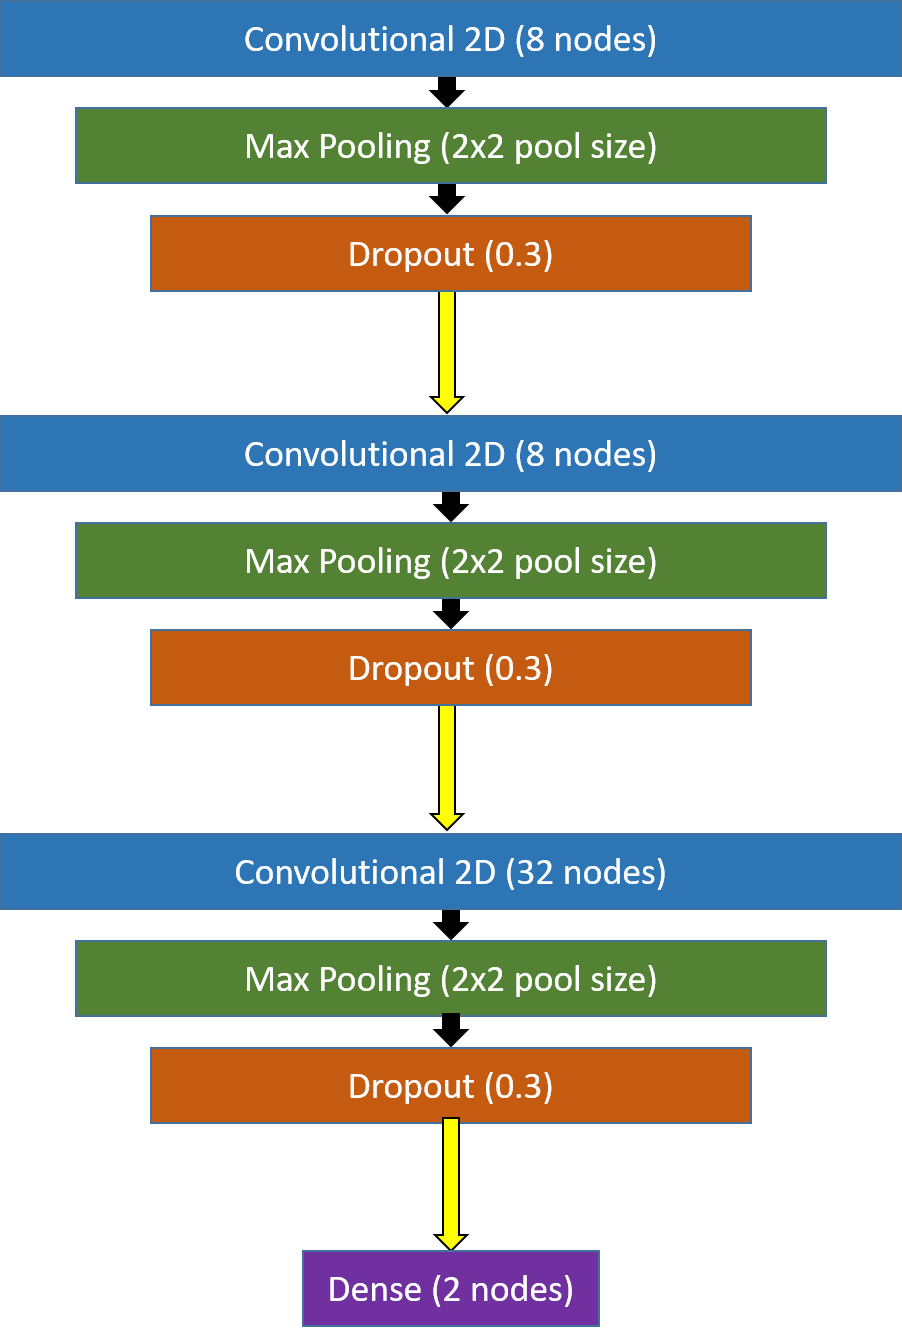 Convolutional 2D (8 nodes)
Max Pooling (2x2 pool size)
Dropout (0.3)
Convolutional 2D (8 nodes)
Max Pooling (2x2 pool size)
Dropout (0.3)
Convolutional 2D (32 nodes)
Max Pooling (2x2 pool size)
Dropout (0.3)
Dense (2 nodes)